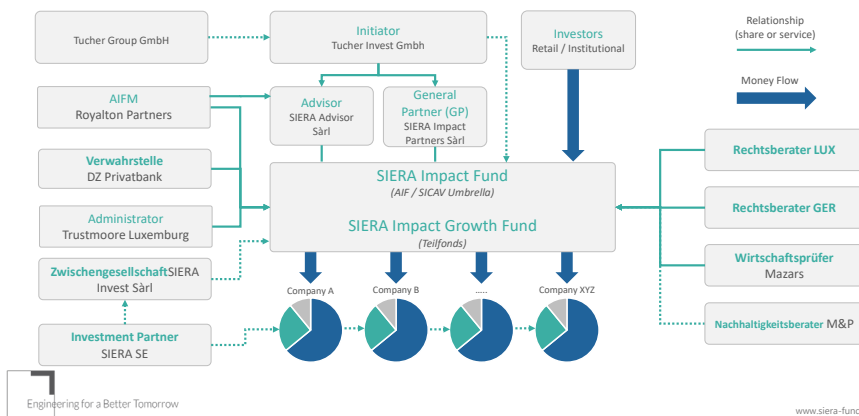 Tucher Group GmbH
Initiator
Tucher Invest Gmbh
Investors
Retail / Institutional
Relationship
(share or service)
Money Flow
AIFM
Royalton Partners
Advisor
SIERA Advisor
Sàrl
General
Partner (GP)
SIERA Impact
Partners Sàrl
Verwahrstelle
DZ Privatbank
Administrator
Trustmoore Luxemburg
ZwischengesellschaftSIERA
Invest Sàrl
Investment Partner
SIERA SE
SIERA Impact Fund
(AIF / SICAV Umbrella)
SIERA Impact Growth Fund
(Teilfonds)
Rechtsberater LUX
Rechtsberater GER
Wirtschaftsprüfer
Mazars
Nachhaltigkeitsberater M&P
Company A
Company B
.....
Company XYZ
Engineering for a Better Tomorrow
www.siera-func